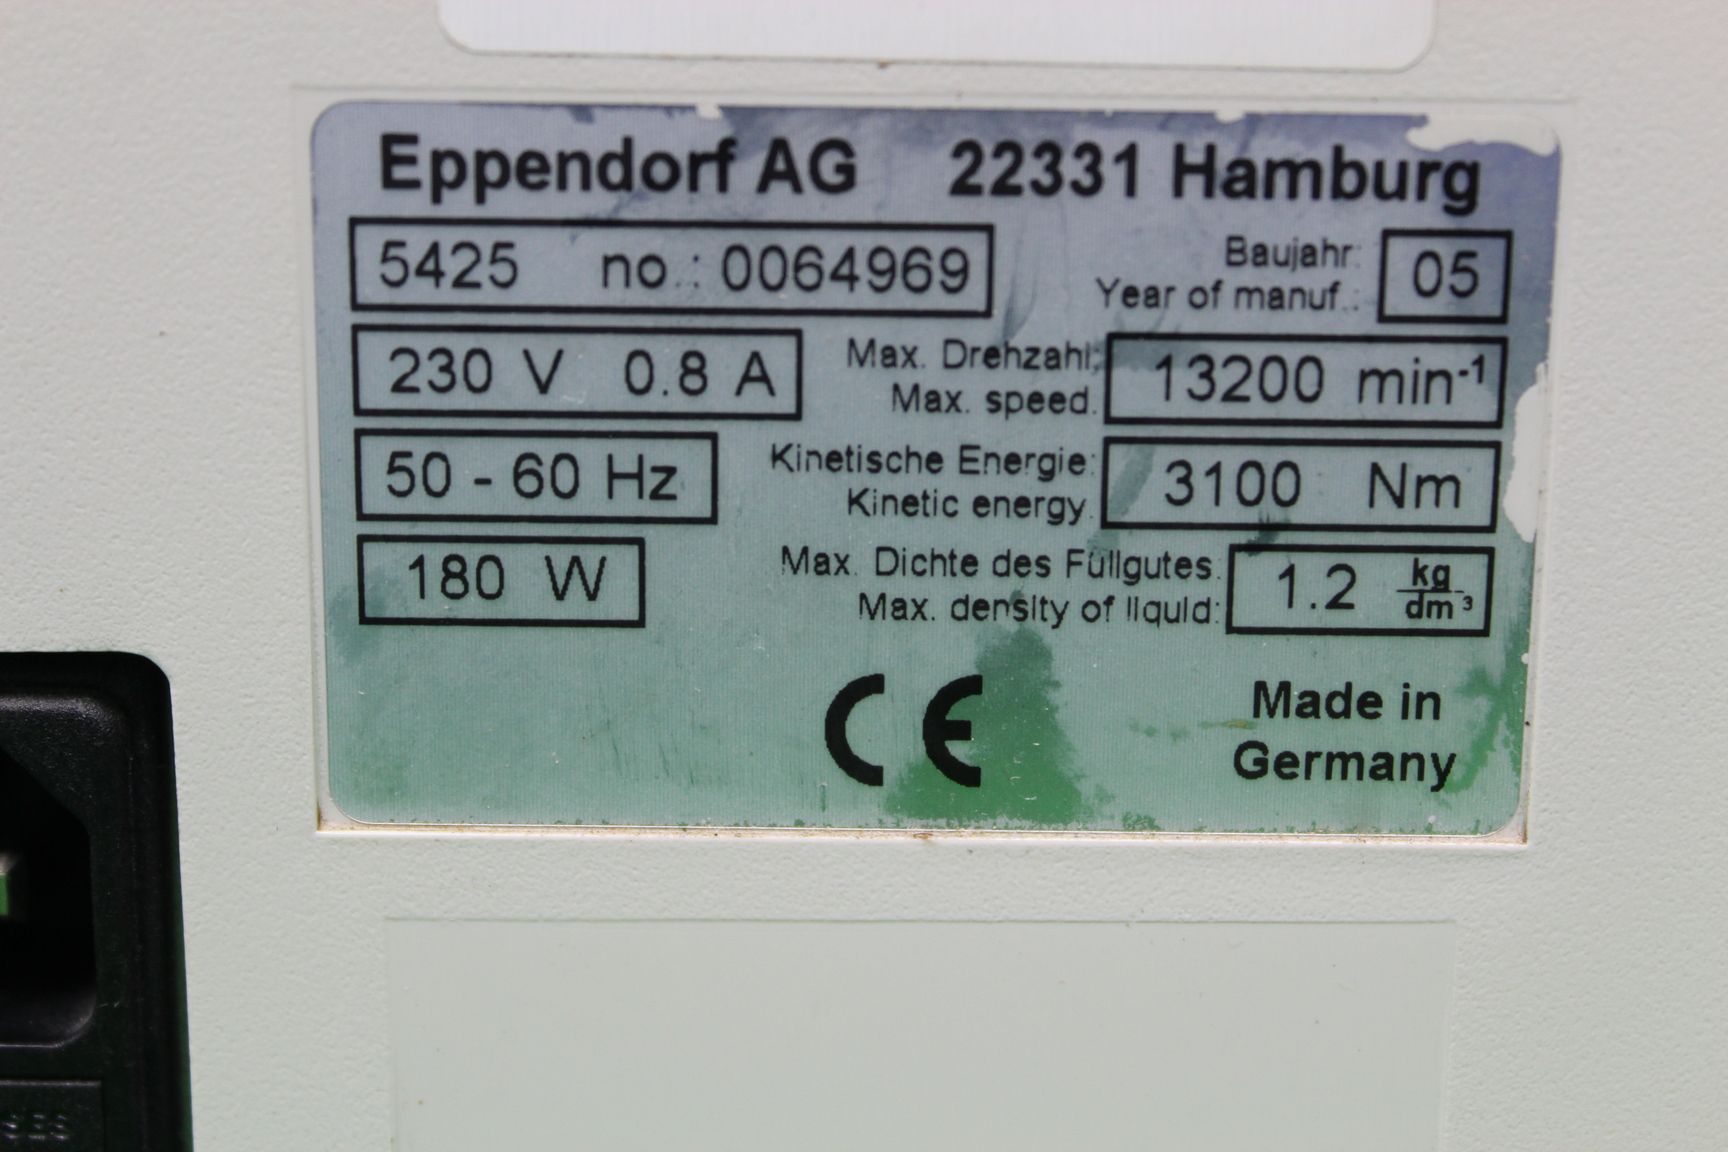 Eppendorf AG 22331 Hamburg
5425 no.: 0064969
Baujahr:
Year of manuf.:
05
230 V 0.8 A
Max. Drehzahl:
Max. speed:
13200 min⁻¹
50 - 60 Hz
Kinetische Energie:
Kinetic energy:
3100 Nm
180 W
Max. Dichte des Füllgutes:
Max. density of liquid:
1.2 kg/dm³
CE
Made in
Germany